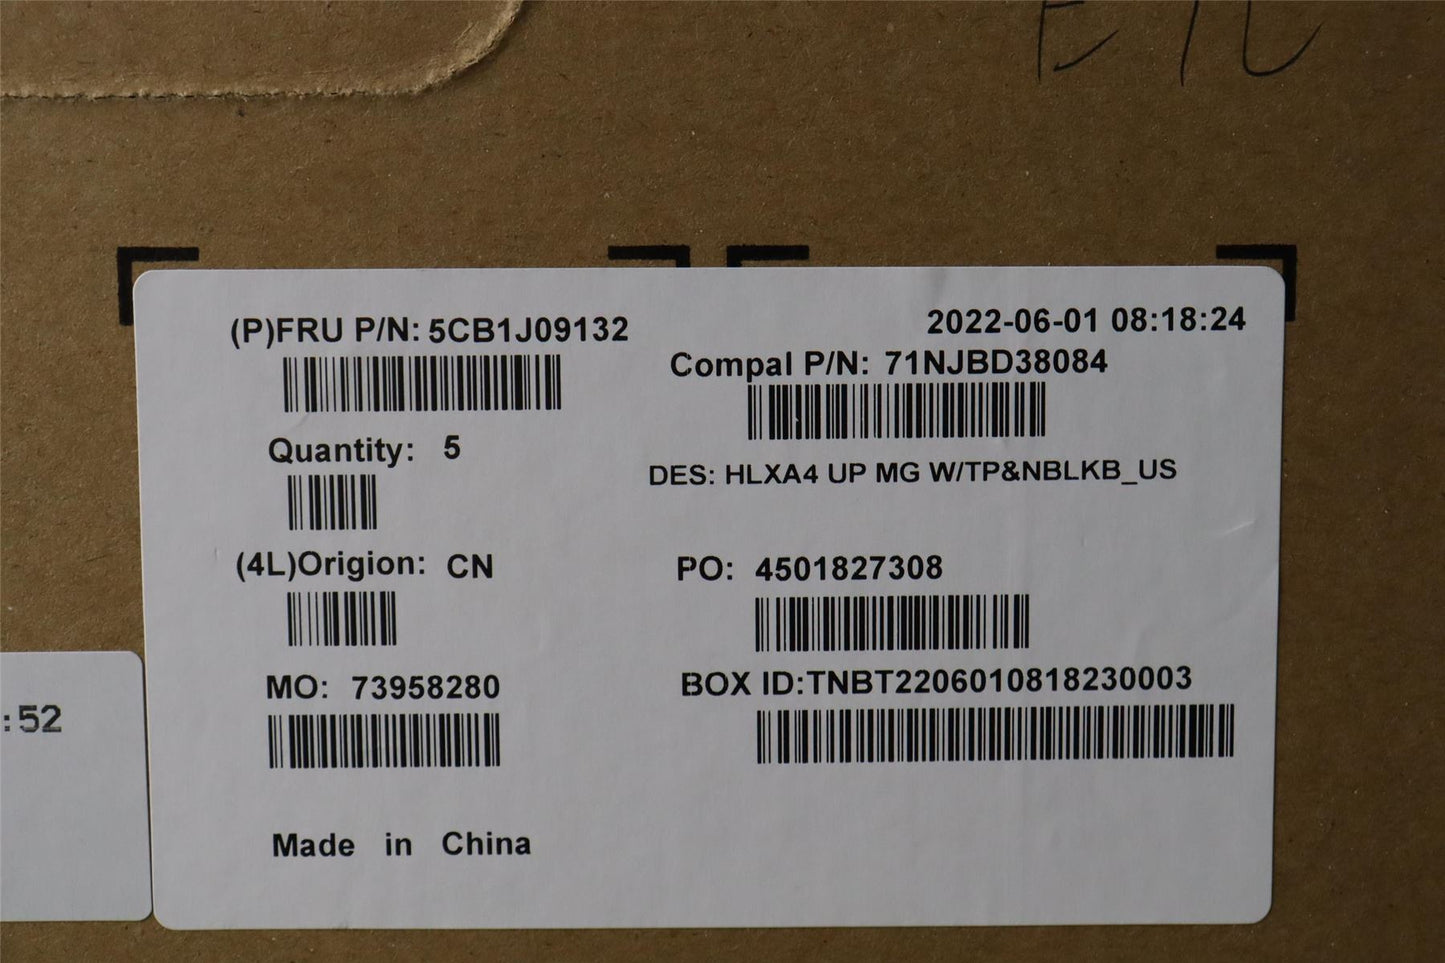 (P)FRU P/N: 5CB1J09132
2022-06-01 08:18:24
Compal P/N: 71NJBD38084
Quantity: 5
DES: HLXA4 UP MG W/TP&NBLKB_US
(4L)Origion: CN
PO: 4501827308
MO: 73958280
BOX ID:TNBT2206010818230003
Made in China
:52